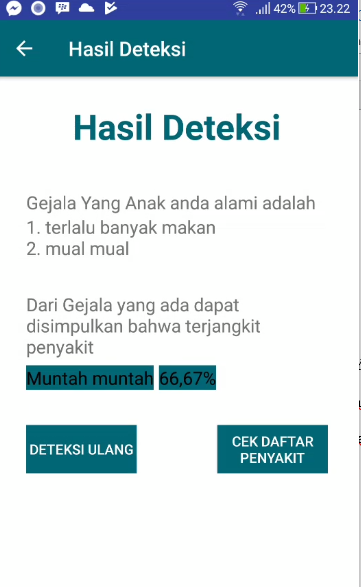 42% 23.22
Hasil Deteksi
Hasil Deteksi
Gejala Yang Anak anda alami adalah
1. terlalu banyak makan
2. mual mual
Dari Gejala yang ada dapat
disimpulkan bahwa terjangkit
penyakit
Muntah muntah 66,67%
DETEKSI ULANG
CEK DAFTAR
PENYAKIT